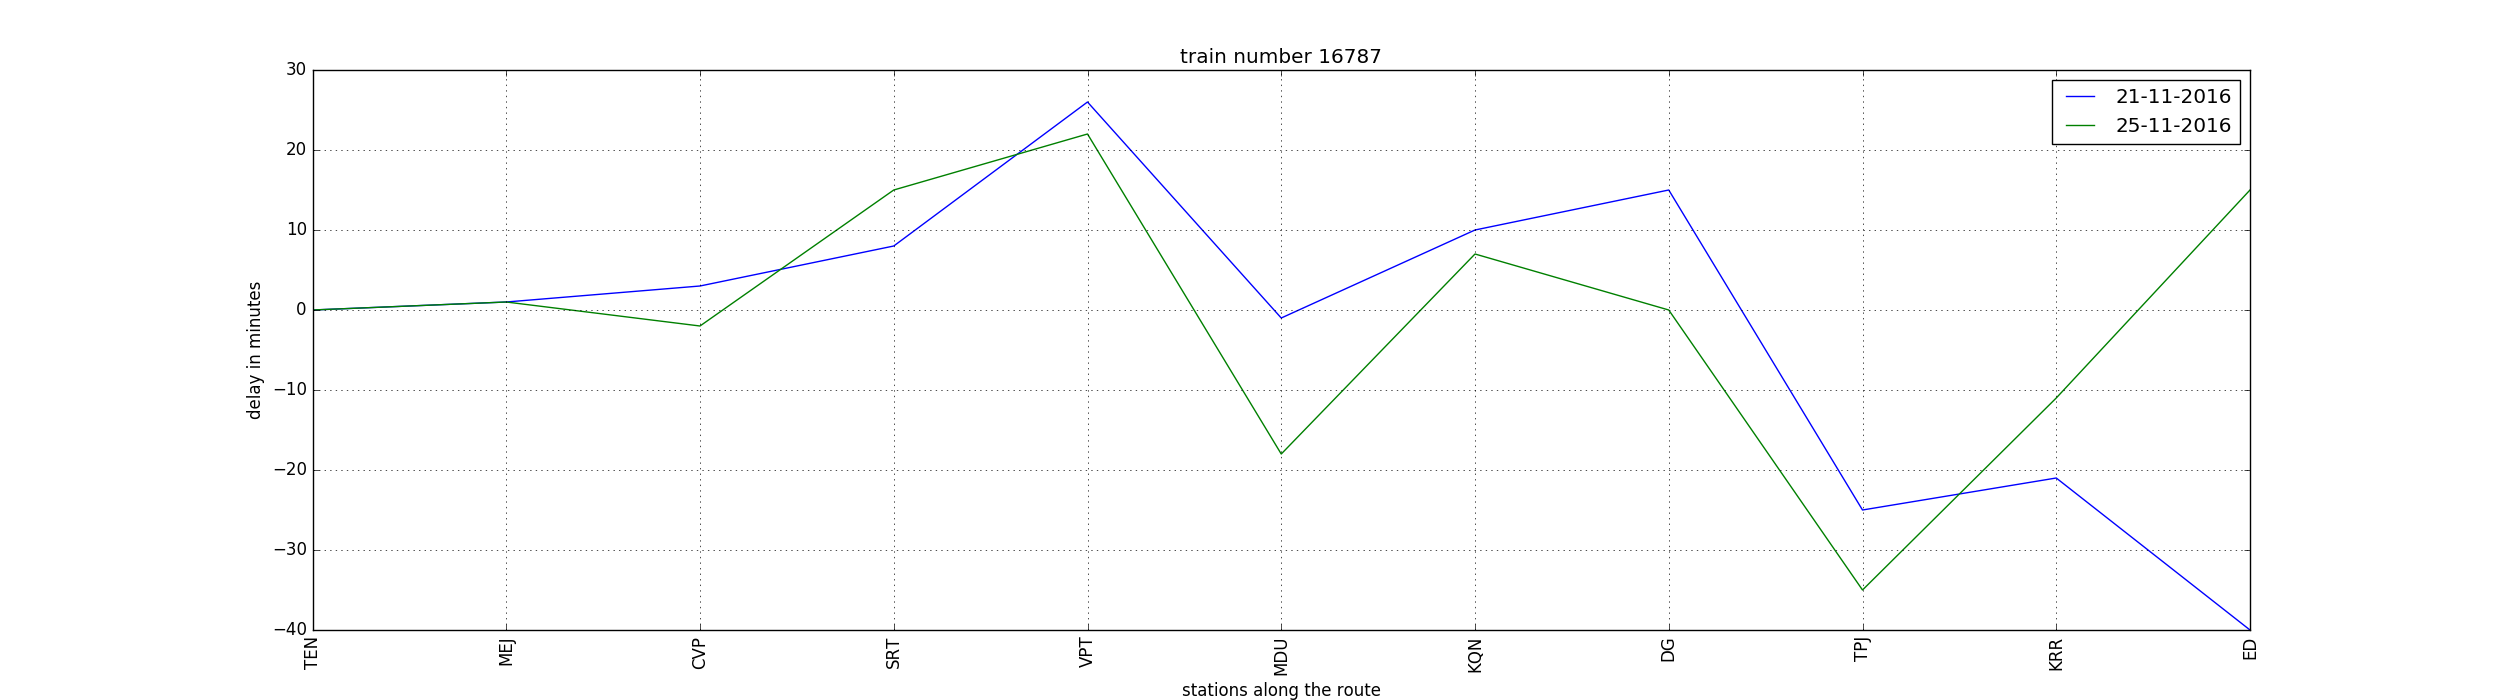 train number 16787
30
20
10
0
−10
−20
−30
−40
delay in minutes
21-11-2016
25-11-2016
TEN
MEJ
CVP
SRT
VPT
MDU
KQN
DG
TPJ
KRR
ED
stations along the route